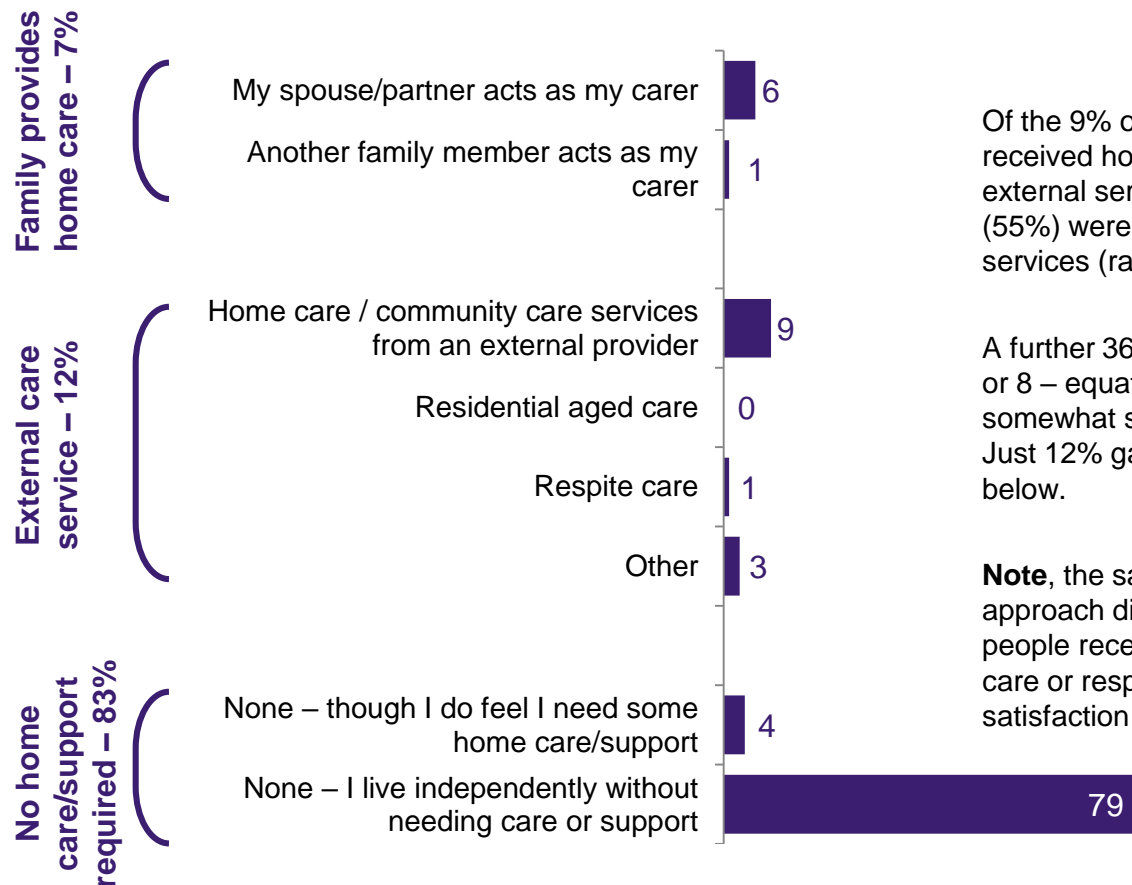 Family provides
home care – 7%
My spouse/partner acts as my carer
6
Another family member acts as my
carer
1
External care
service – 12%
Home care / community care services
from an external provider
9
Residential aged care
0
Respite care
1
Other
3
No home
care/support
required – 83%
None – though I do feel I need some
home care/support
4
None – I live independently without
needing care or support
79
Of the 9% o
received ho
external ser
(55%) were
services (ra
A further 36
or 8 – equat
somewhat s
Just 12% ga
below.
Note, the sa
approach di
people rece
care or resp
satisfaction